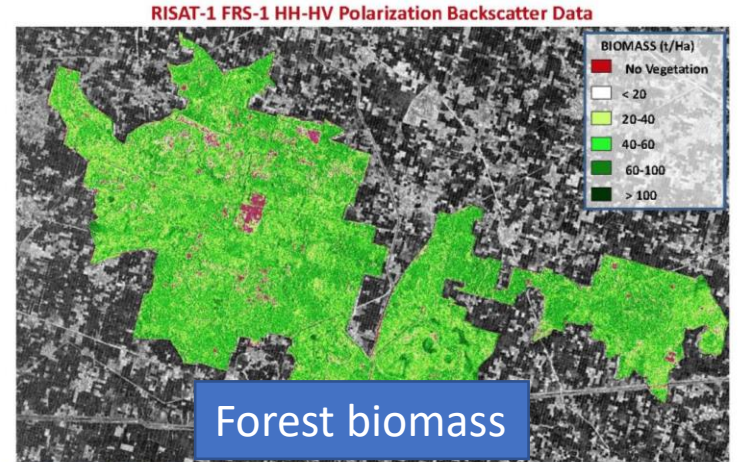 RISAT-1 FRS-1 HH-HV Polarization Backscatter Data
BIOMASS (t/Ha)
No Vegetation
< 20
20-40
40-60
60-100
> 100
Forest biomass